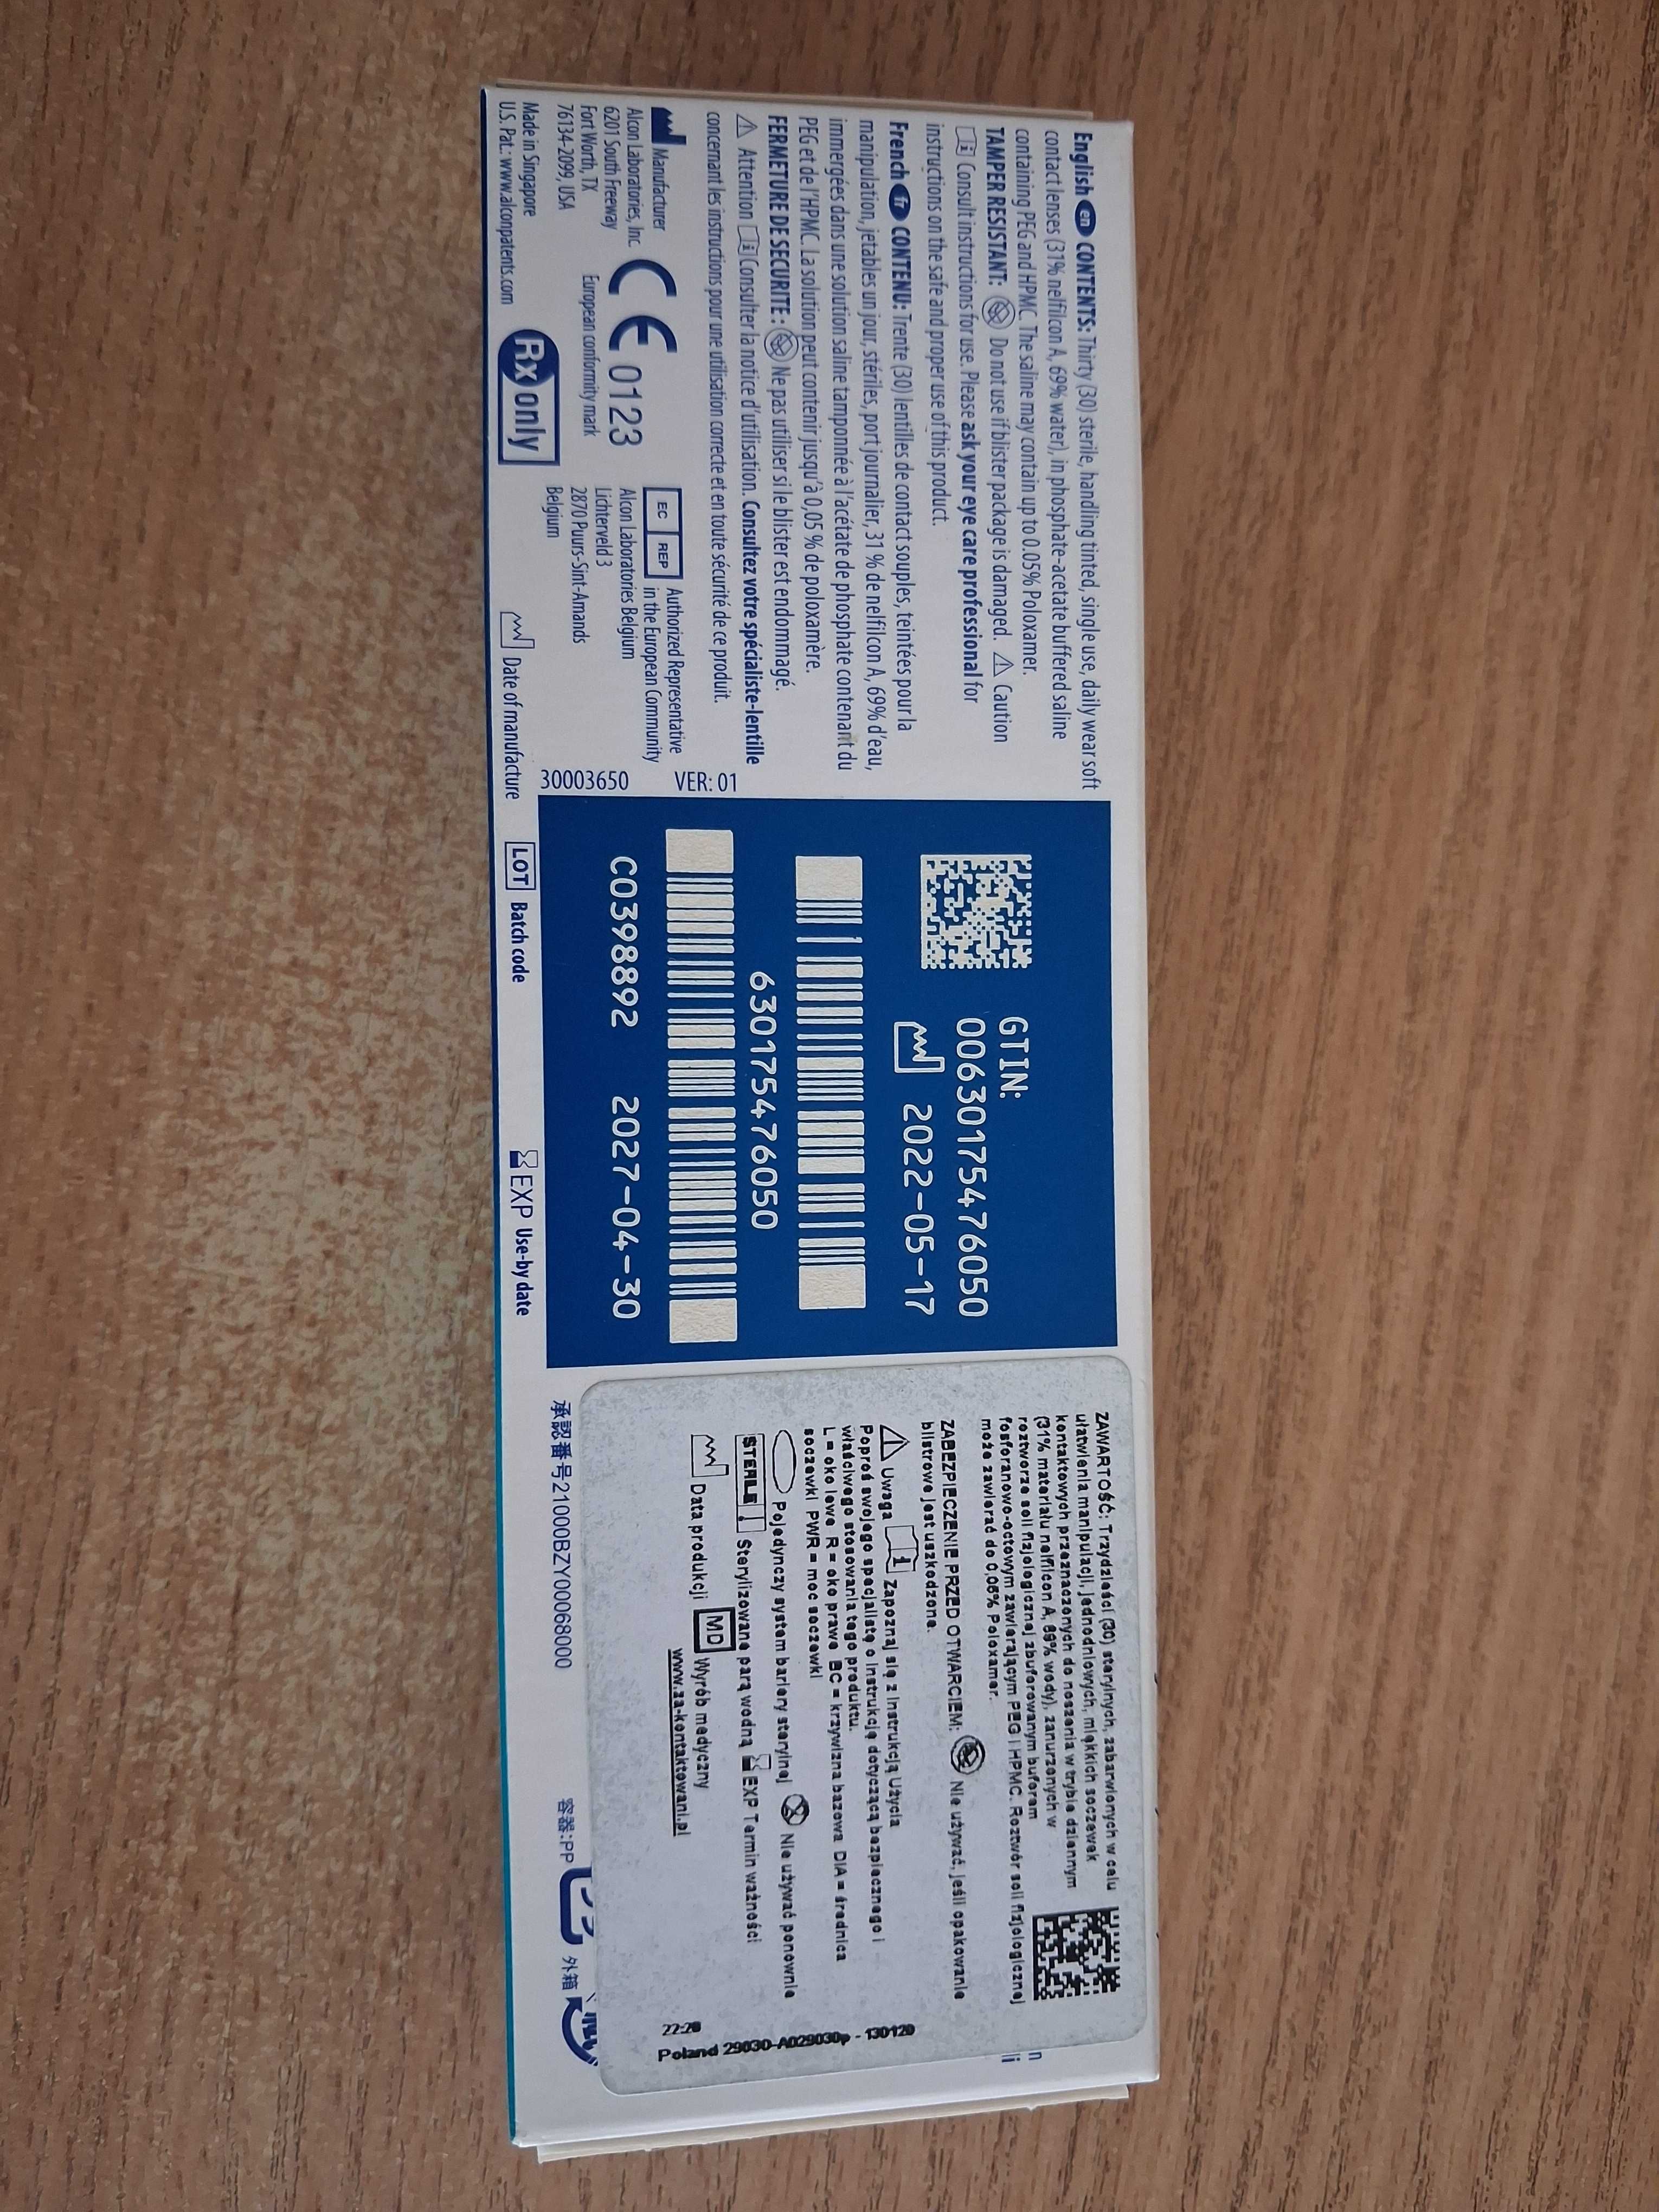 English en CONTENTS: Thirty (30) sterile, handling tinted, single use, daily wear soft
contact lenses (31% nelfilcon A, 69% water), in phosphate-acetate buffered saline
containing PEG and HPMC. The saline may contain up to 0.05% Poloxamer.
TAMPER RESISTANT: Do not use if blister package is damaged. Caution
i Consult instructions for use. Please ask your eye care professional for
instructions on the safe and proper use of this product.
French fr CONTENU: Trente (30) lentilles de contact souples, teintées pour la
manipulation, jetables un jour, stériles, port journalier, 31 % de nelfilcon A, 69% d'eau,
immergées dans une solution saline tamponnée à l'acétate de phosphate contenant du
PEG et de l'HPMC. La solution peut contenir jusqu'à 0,05 % de poloxamère.
FERMETURE DE SECURITE : Ne pas utiliser si le blister est endommagé.
Attention i Consulter la notice d'utilisation. Consultez votre spécialiste-lentille
concernant les instructions pour une utilisation correcte et en toute sécurité de ce produit.
Manufacturer
Alcon Laboratories, Inc.
6201 South Freeway
Fort Worth, TX
76134-2099, USA
Made in Singapore
U.S. Pat.: www.alconpatents.com
CE 0123
European conformity mark
Rx only
EC REP Authorized Representative
in the European Community
Alcon Laboratories Belgium
Lichterveld 3
2870 Puurs-Sint-Amands
Belgium
VER: 01
30003650
Date of manufacture
LOT Batch code
EXP Use-by date
GTIN:
00630175476050
2022-05-17
630175476050
C0398892 2027-04-30
ZAWARTOŚĆ: Trzydzieści (30) sterylnych, zabarwionych w celu
ułatwienia manipulacji, jednodniowych, miękkich soczewek
kontaktowych przeznaczonych do noszenia w trybie dziennym
(31% materiału nelfilcon A, 69% wody), zanurzonych w
roztworze soli fizjologicznej zbuforowanym buforem
fosforanowo-octowym zawierającym PEG i HPMC. Roztwór soli fizjologicznej
może zawierać do 0,05% Poloxamer.
ZABEZPIECZENIE PRZED OTWARCIEM: Nie używać, jeśli opakowanie
blistrowe jest uszkodzone.
Uwaga i Zapoznaj się z Instrukcją Użycia
Poproś swojego specjalistę o instrukcję dotyczącą bezpiecznego i
właściwego stosowania tego produktu.
L = oko lewe R = oko prawe BC = krzywizna bazowa DIA = średnica
soczewki PWR = moc soczewki
Pojedynczy system bariery sterylnej Nie używać ponownie
STERILE Sterylizowane parą wodną EXP Termin ważności
Data produkcji MD Wyrób medyczny
www.za-kontaktowani.pl
22-28
Poland 29030-A029030p - 130120
n
li
承認番号21000BZY00068000
容器:PP
外箱